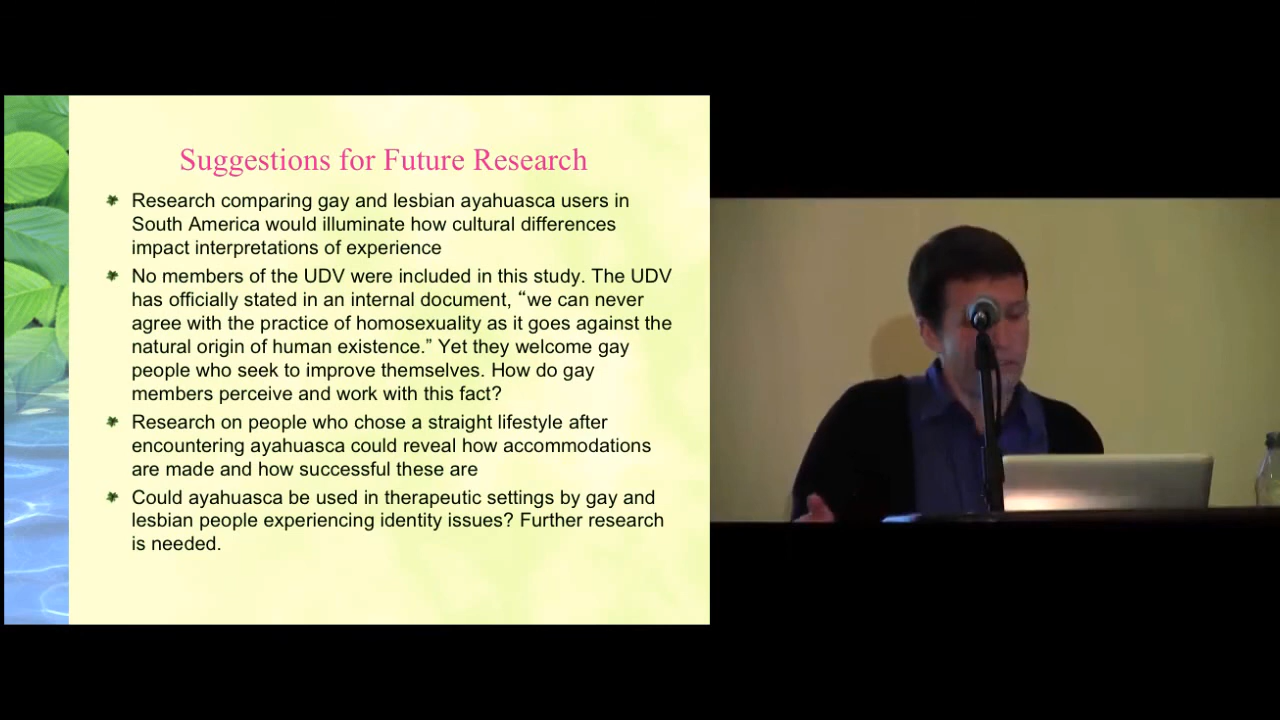 Suggestions for Future Research
Research comparing gay and lesbian ayahuasca users in
South America would illuminate how cultural differences
impact interpretations of experience
No members of the UDV were included in this study. The UDV
has officially stated in an internal document, “we can never
agree with the practice of homosexuality as it goes against the
natural origin of human existence.” Yet they welcome gay
people who seek to improve themselves. How do gay
members perceive and work with this fact?
Research on people who chose a straight lifestyle after
encountering ayahuasca could reveal how accommodations
are made and how successful these are
Could ayahuasca be used in therapeutic settings by gay and
lesbian people experiencing identity issues? Further research
is needed.